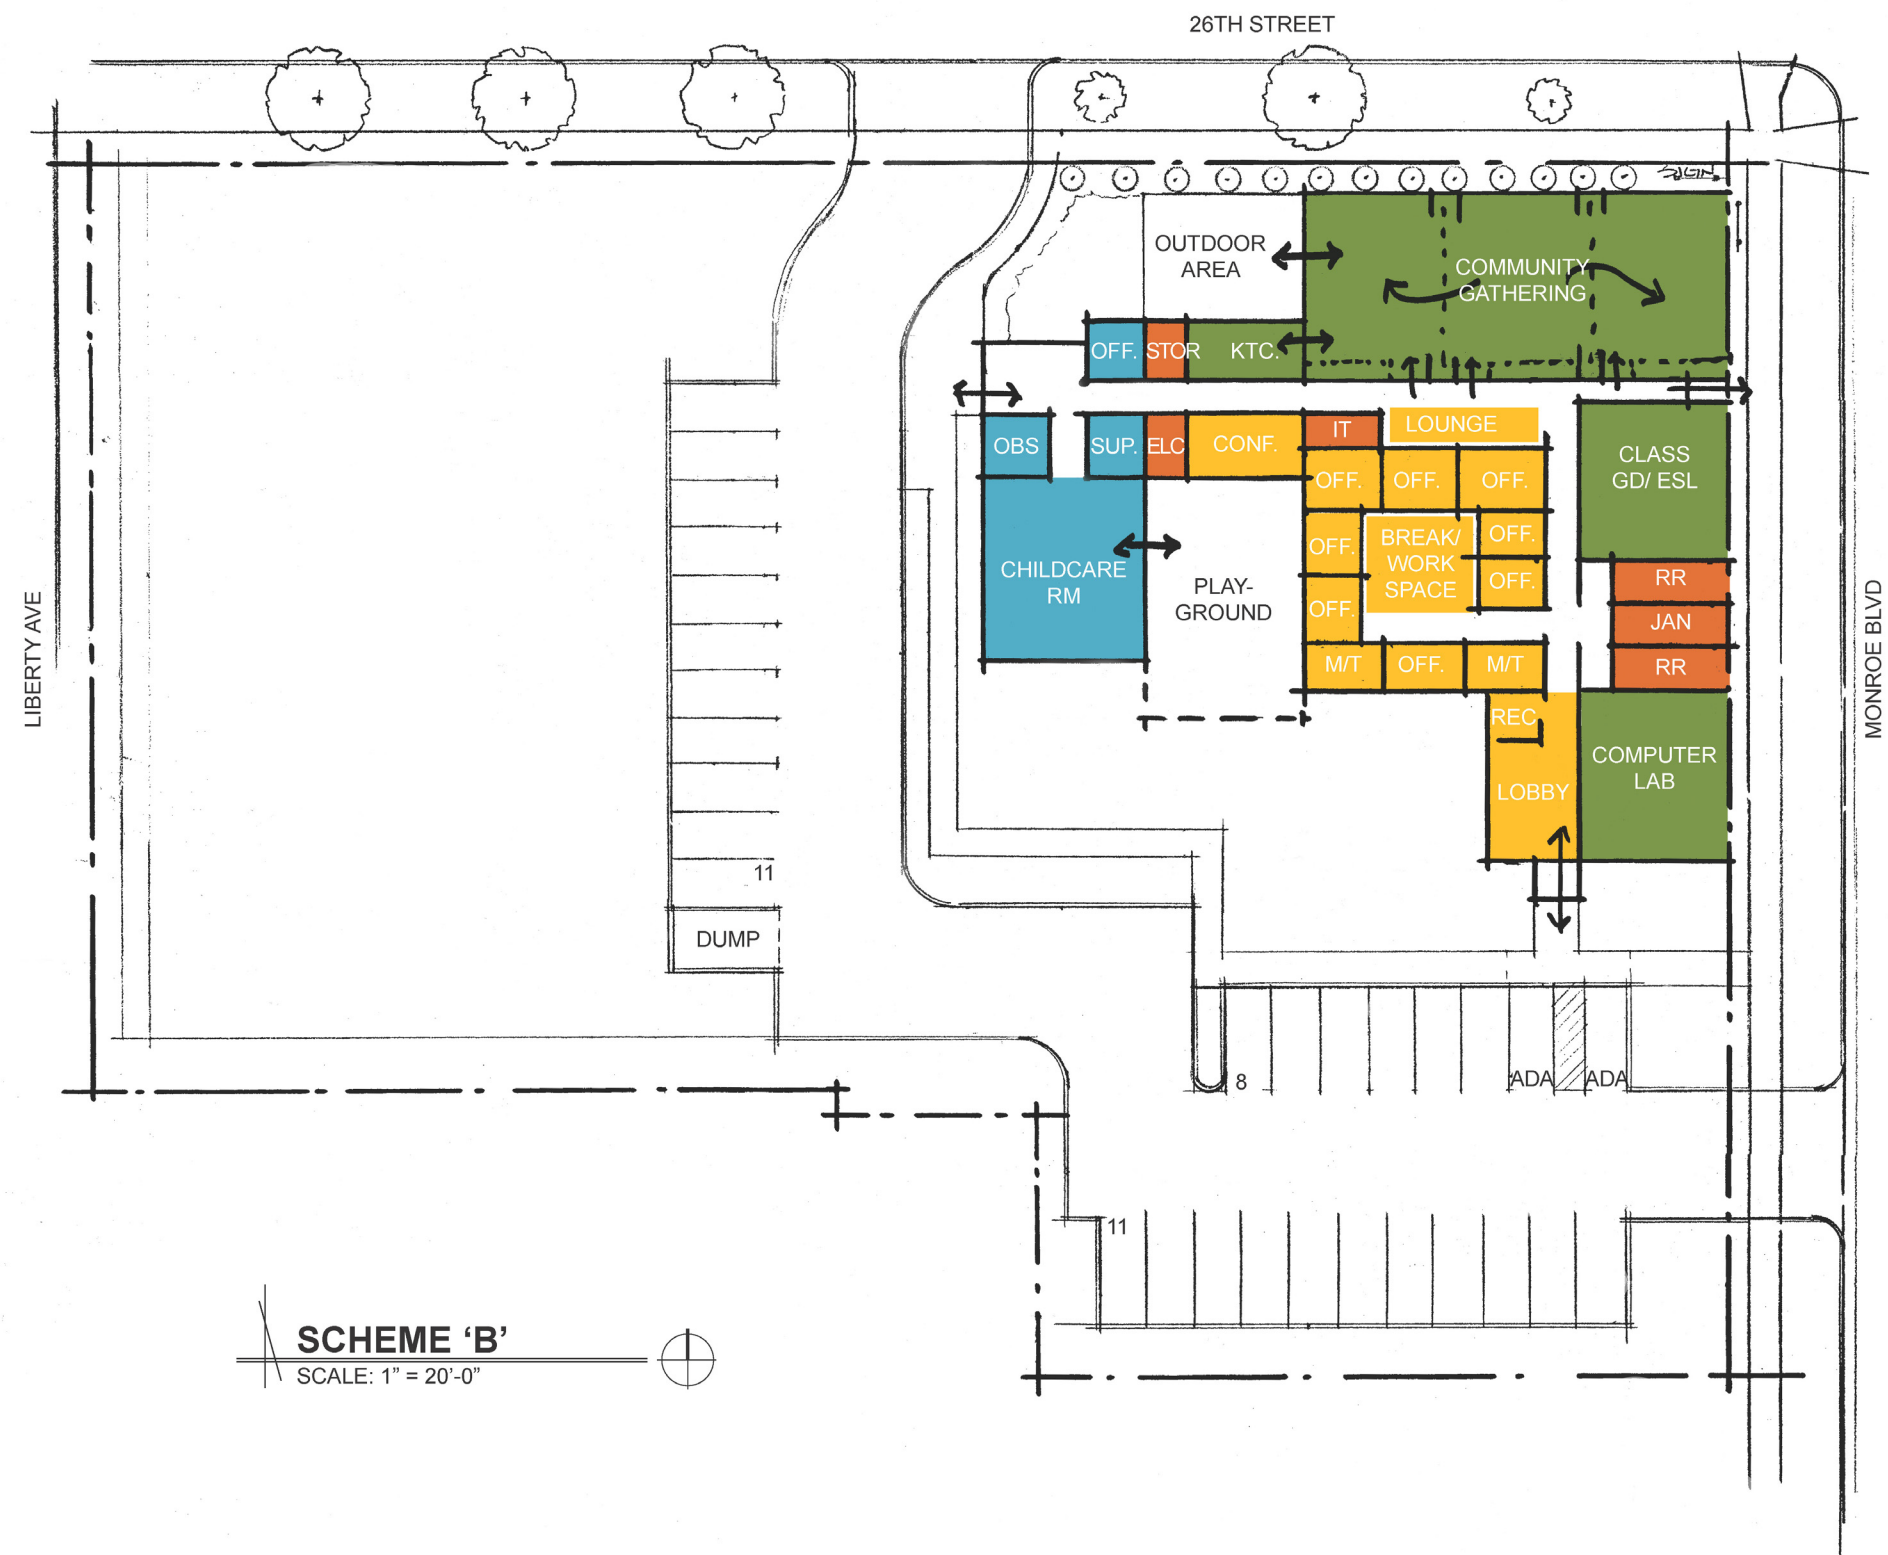 26TH STREET
SIGN
OUTDOOR
AREA
COMMUNITY
GATHERING
OFF.
STOR
KTC.
OBS
SUP.
ELC
CONF.
IT
LOUNGE
CLASS
GD/ ESL
OFF.
OFF.
OFF.
OFF.
BREAK/
WORK
SPACE
OFF.
OFF.
OFF.
CHILDCARE
RM
PLAY-
GROUND
RR
JAN
RR
M/T
OFF.
M/T
REC
LOBBY
COMPUTER
LAB
LIBERTY AVE
MONROE BLVD
11
DUMP
8
ADA
ADA
11
SCHEME ‘B’
SCALE: 1” = 20’-0”